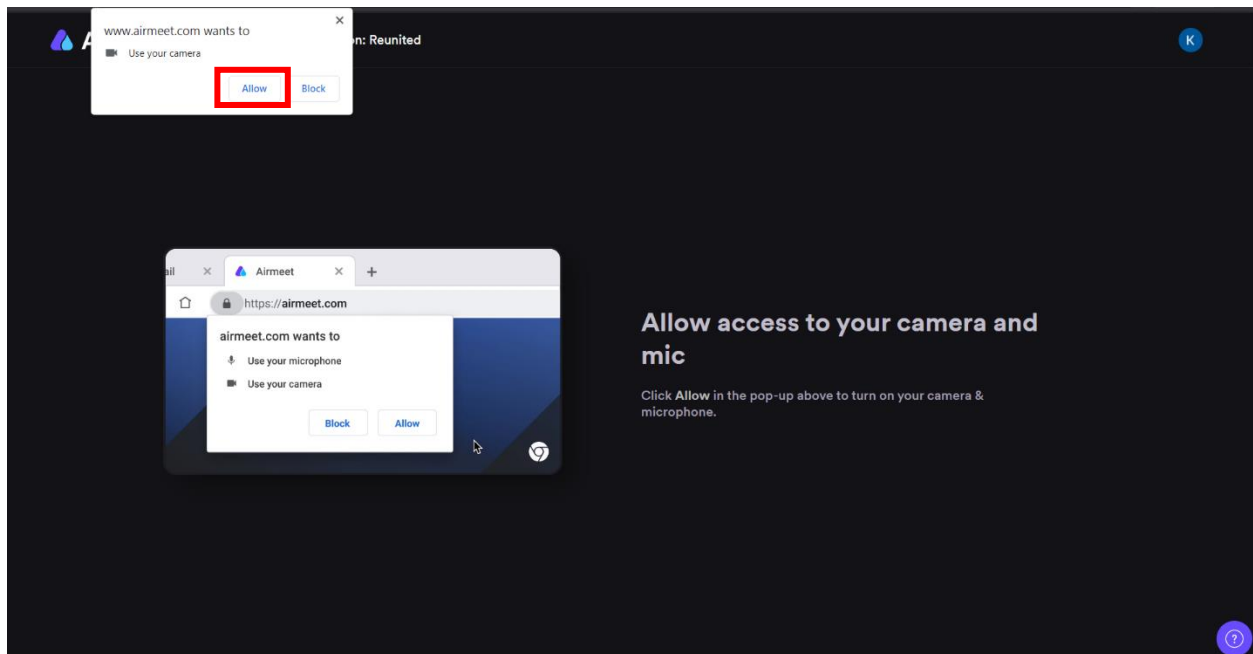 www.airmeet.com wants to
Use your camera
Allow Block
n: Reunited
K
ail Airmeet
https://airmeet.com
airmeet.com wants to
Use your microphone
Use your camera
Block Allow
Allow access to your camera and
mic
Click Allow in the pop-up above to turn on your camera &
microphone.
?